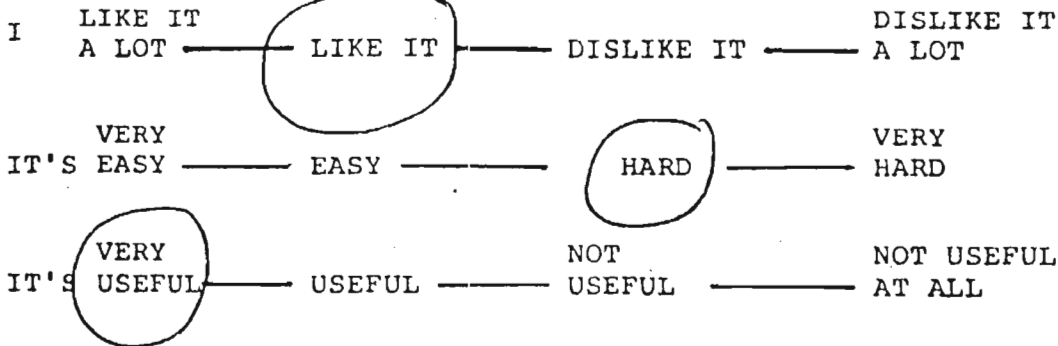 LIKE IT DISLIKE IT
I A LOT LIKE IT DISLIKE IT A LOT
VERY VERY
IT'S EASY EASY HARD HARD
VERY NOT NOT USEFUL
IT'S USEFUL USEFUL USEFUL AT ALL